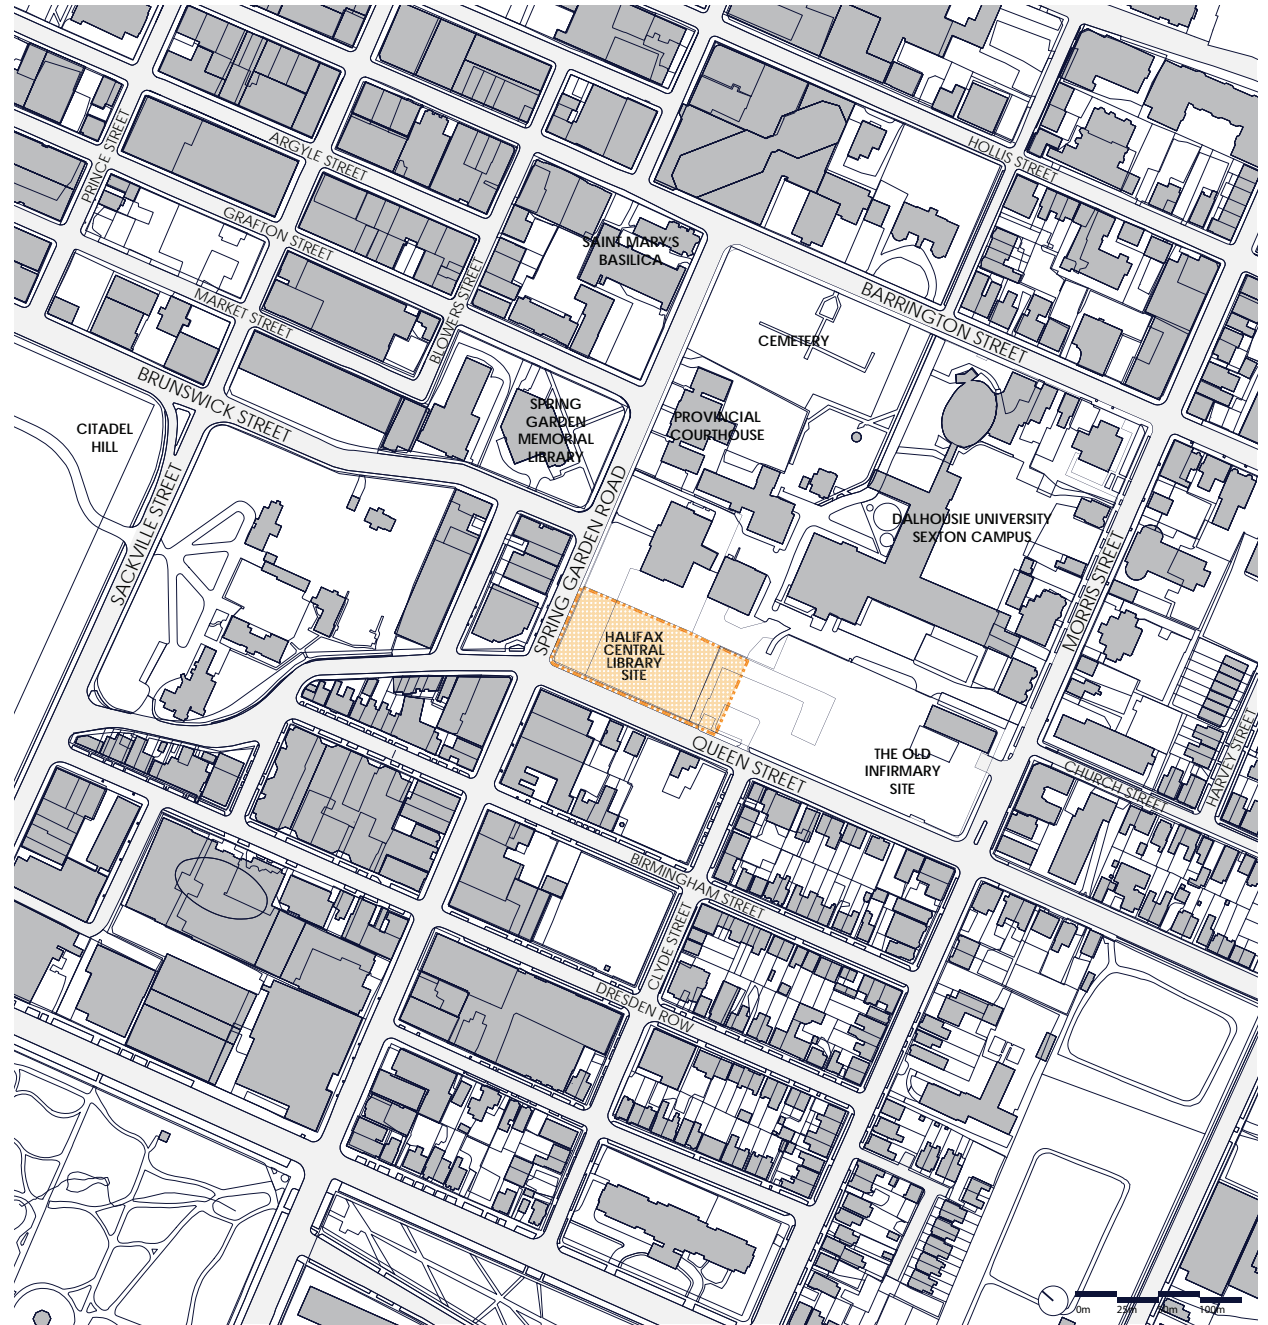 PRINCE STREET
ARGYLE STREET
HOLLIS STREET
GRAFTON STREET
SAINT MARY'S
BASILICA
MARKET STREET
BLOWERS STREET
BARRINGTON STREET
CEMETERY
BRUNSWICK STREET
CITADEL
HILL
SPRING
GARDEN
MEMORIAL
LIBRARY
PROVINCIAL
COURTHOUSE
SACKVILLE STREET
SPRING GARDEN ROAD
DALHOUSIE UNIVERSITY
SEXTON CAMPUS
MORRIS STREET
HALIFAX
CENTRAL
LIBRARY
SITE
QUEEN STREET
THE OLD
INFIRMARY
SITE
CHURCH STREET
HARVEY STREET
BIRMINGHAM STREET
CLYDE STREET
DRESDEN ROW
0m 25m 50m 100m